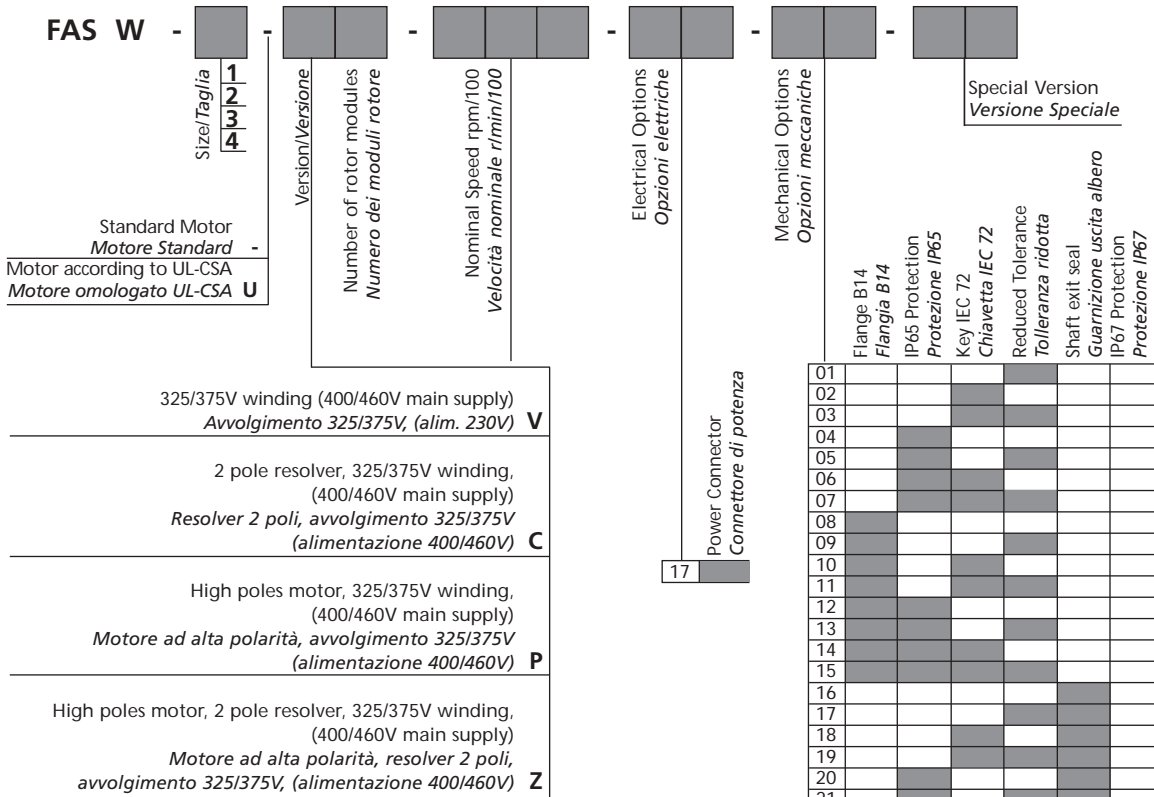 FAS W - - - - - -
Size/Taglia
1
2
3
4
Version/Versione
Number of rotor modules
Numero dei moduli rotore
Nominal Speed rpm/100
Velocità nominale r/min/100
Electrical Options
Opzioni elettriche
Mechanical Options
Opzioni meccaniche
Special Version
Versione Speciale
Standard Motor
Motore Standard -
Motor according to UL-CSA
Motore omologato UL-CSA U
Flange B14
Flangia B14
IP65 Protection
Protezione IP65
Key IEC 72
Chiavetta IEC 72
Reduced Tolerance
Tolleranza ridotta
Shaft exit seal
Guarnizione uscita albero
IP67 Protection
Protezione IP67
325/375V winding (400/460V main supply)
Avvolgimento 325/375V, (alim. 230V) V
2 pole resolver, 325/375V winding,
(400/460V main supply)
Resolver 2 poli, avvolgimento 325/375V
(alimentazione 400/460V) C
High poles motor, 325/375V winding,
(400/460V main supply)
Motore ad alta polarità, avvolgimento 325/375V
(alimentazione 400/460V) P
High poles motor, 2 pole resolver, 325/375V winding,
(400/460V main supply)
Motore ad alta polarità, resolver 2 poli,
avvolgimento 325/375V, (alimentazione 400/460V) Z
Power Connector
Connettore di potenza
17
01
02
03
04
05
06
07
08
09
10
11
12
13
14
15
16
17
18
19
20
21